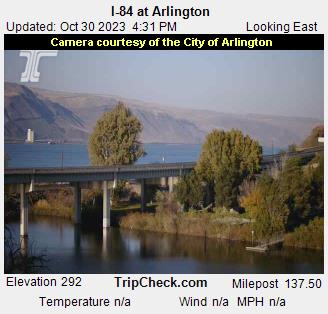 I-84 at Arlington
Updated: Oct 30 2023 4:31 PM Looking East
Camera courtesy of the City of Arlington
Elevation 292 TripCheck.com Milepost 137.50
Temperature n/a Wind n/a MPH n/a